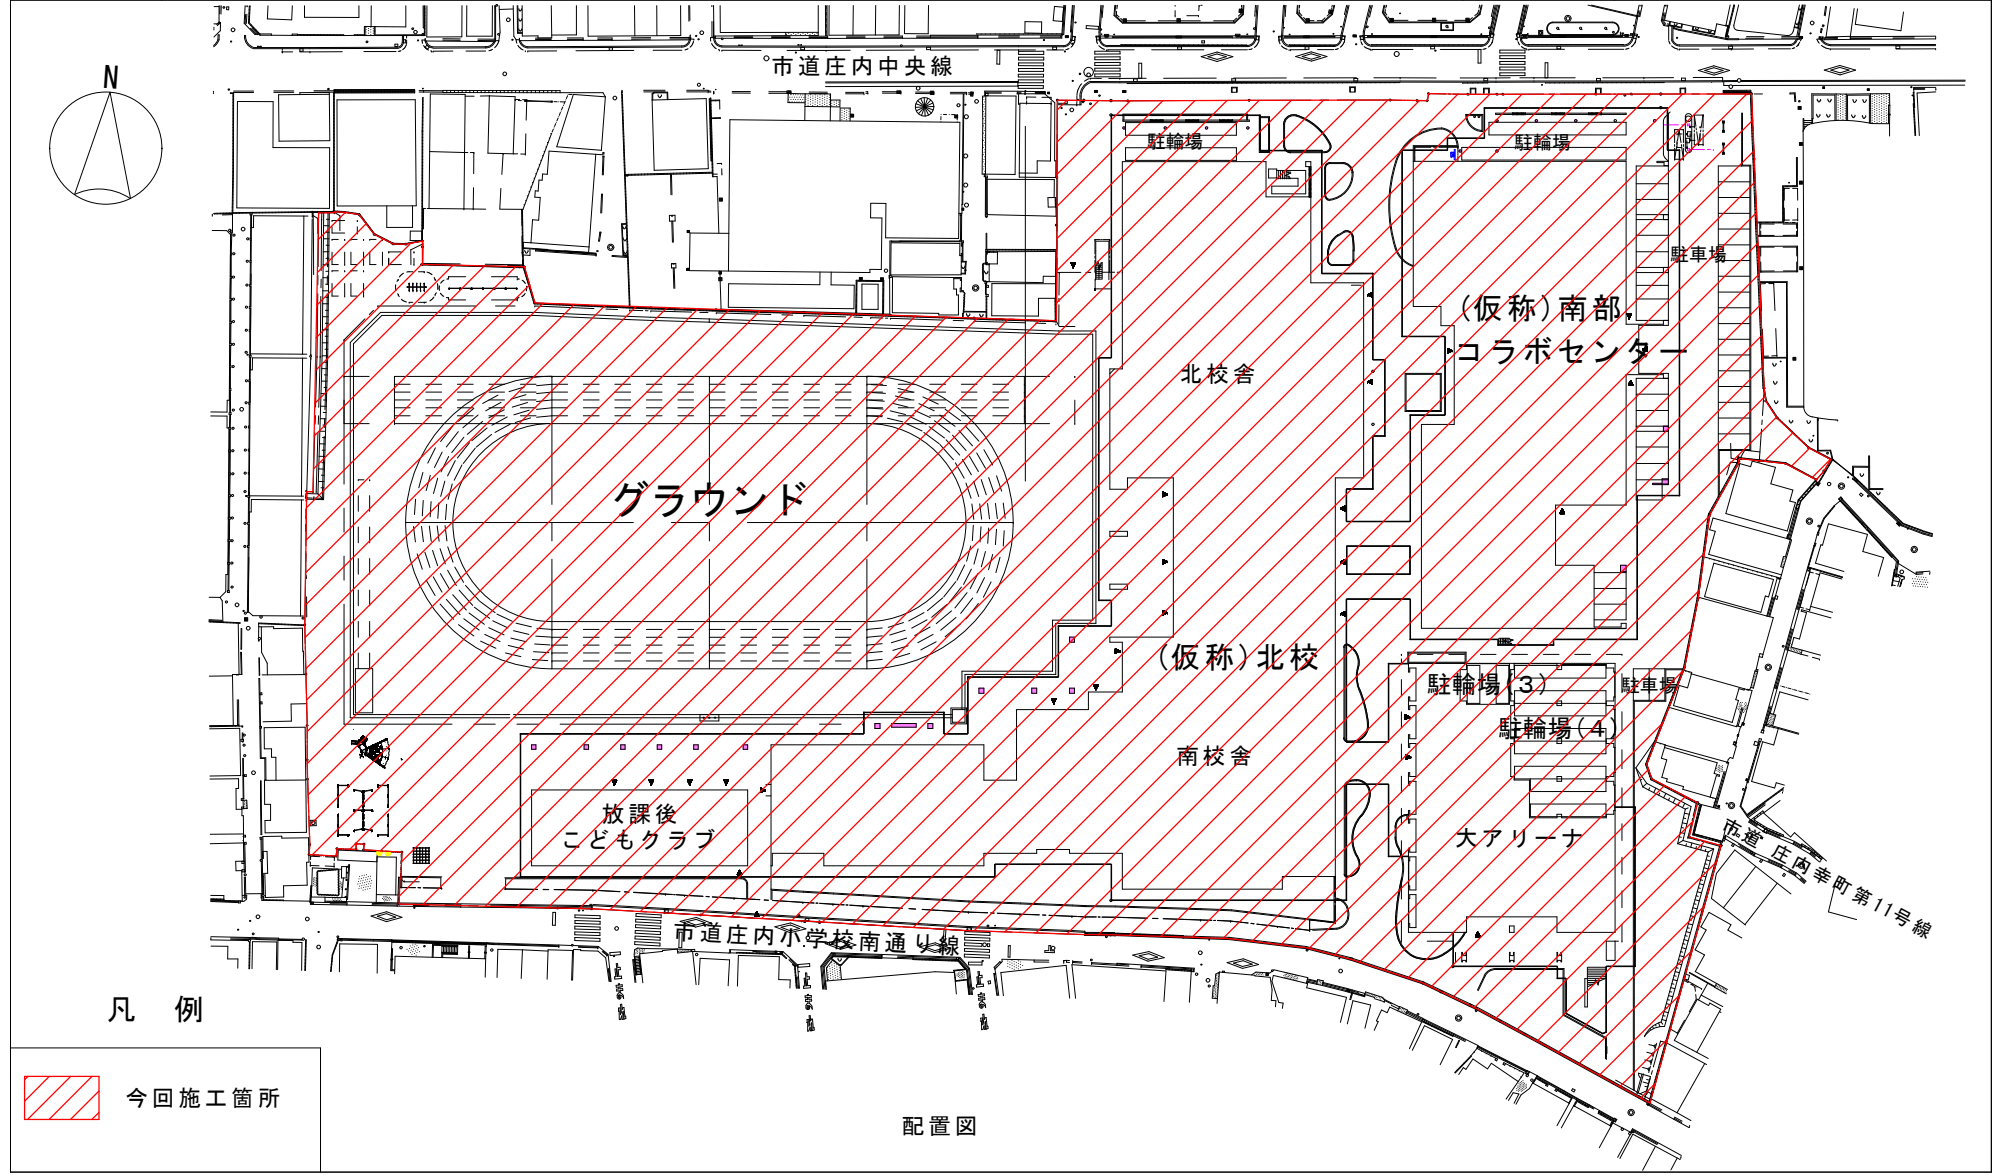 市道庄内中央線
N
駐輪場
駐輪場
駐車場
(仮称)南部
コラボセンター
北校舎
グラウンド
(仮称)北校
駐輪場(3)
駐車場
駐輪場(4)
南校舎
放課後
こどもクラブ
大アリーナ
市道 庄内幸町第11号線
市道庄内小学校南通り線
凡 例
今回施工箇所
配置図